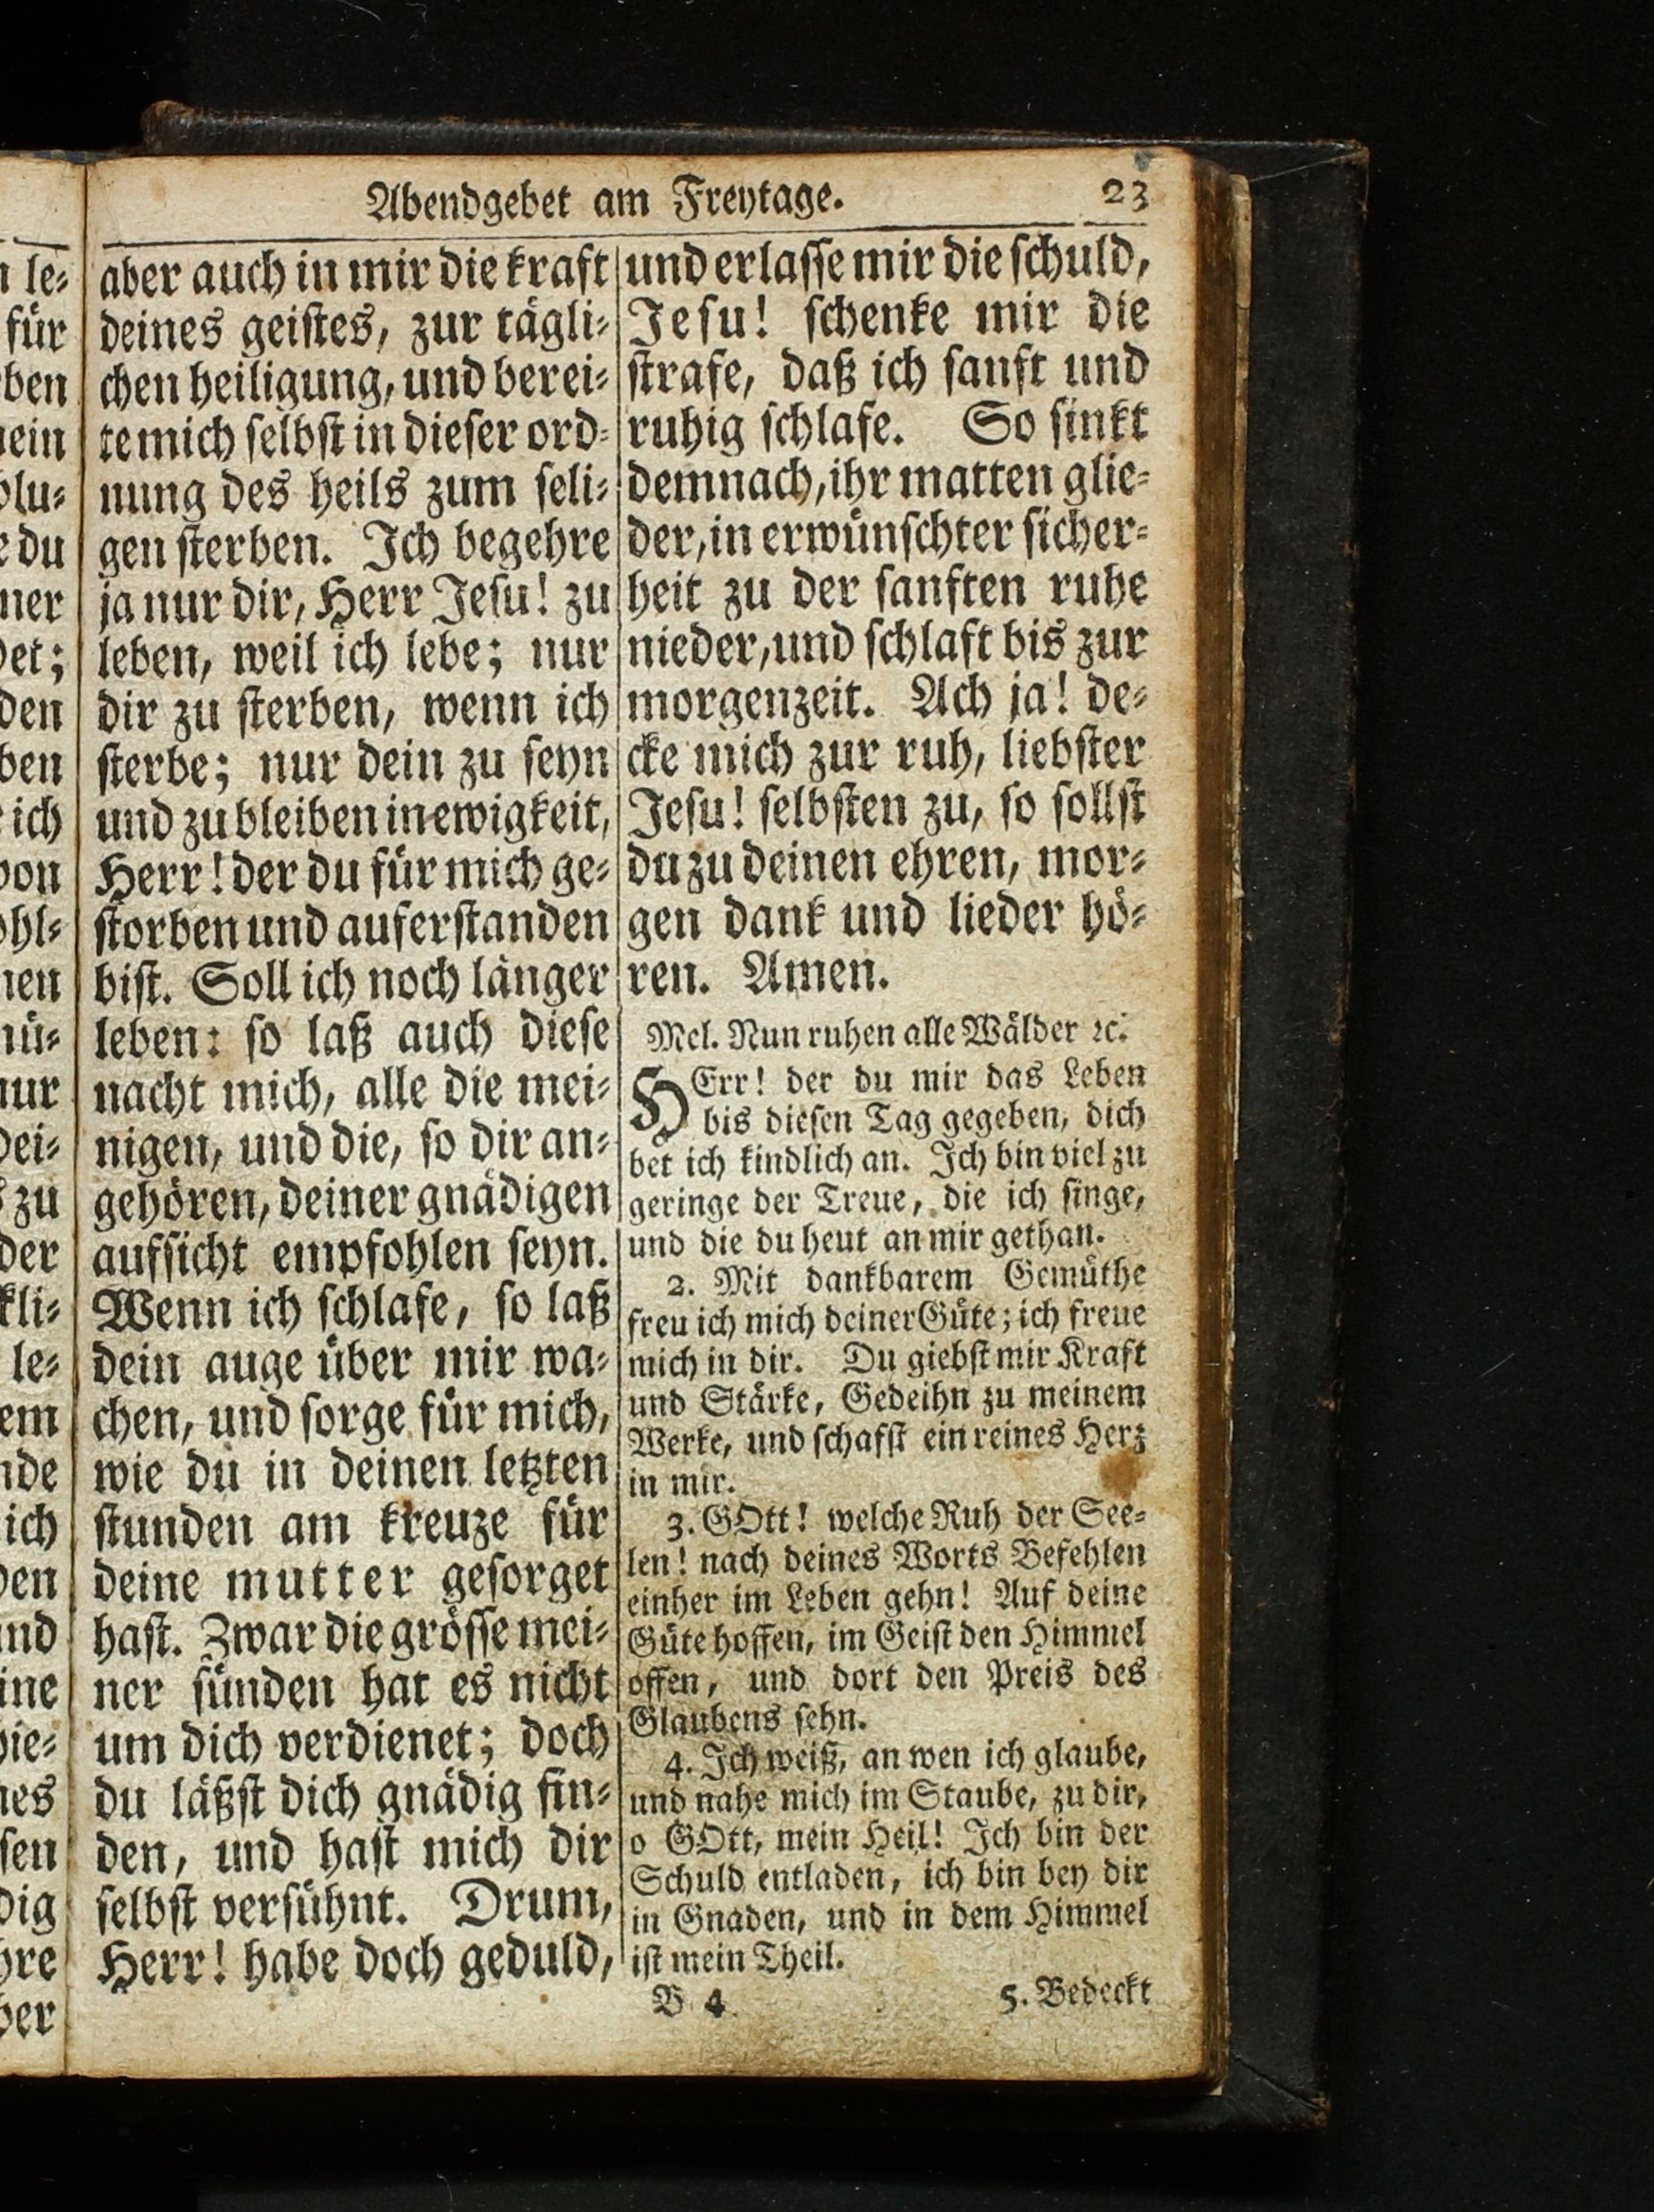 Abendgebet am Freytage. 23
aber auch in mir die kraft
deines geistes, zur tägli-
chen heiligung, und berei-
te mich selbst in dieser ord-
nung des heils zum seli-
gen sterben. Ich begehre
ja nur dir, Herr Jesu! zu
leben, weil ich lebe; nur
dir zu sterben, wenn ich
sterbe; nur dein zu seyn
und zu bleiben in ewigkeit,
Herr! der du für mich ge-
storben und auferstanden
bist. Soll ich noch länger
leben: so laß auch diese
nacht mich, alle die mei-
nigen, und die, so dir an-
gehören, deiner gnädigen
aufsicht empfohlen seyn.
Wenn ich schlafe, so laß
dein auge über mir wa-
chen, und sorge für mich,
wie du in deinen letzten
stunden am kreuze für
deine mutter gesorget
hast. Zwar die grösse mei-
ner sünden hat es nicht
um dich verdienet; doch
du läßst dich gnädig fin-
den, und hast mich dir
selbst versühnt. Drum,
Herr! habe doch geduld,
und erlasse mir die schuld,
Jesu! schenke mir die
strafe, daß ich sanft und
ruhig schlafe. So sinkt
demnach, ihr matten glie-
der, in erwünschter sicher-
heit zu der sanften ruhe
nieder, und schlaft bis zur
morgenzeit. Ach ja! de-
cke mich zur ruh, liebster
Jesu! selbsten zu, so sollst
du zu deinen ehren, mor-
gen dank und lieder hö-
ren. Amen.
Mel. Nun ruhen alle Wälder ꝛc.
HErr! der du mir das Leben
bis diesen Tag gegeben, dich
bet ich kindlich an. Ich bin viel zu
geringe der Treue, die ich singe,
und die du heut an mir gethan.
2. Mit dankbarem Gemüthe
freu ich mich deiner Güte; ich freue
mich in dir. Du giebst mir Kraft
und Stärke, Gedeihn zu meinem
Werke, und schafst ein reines Herz
in mir.
3. GOtt! welche Ruh der See-
len! nach deines Worts Befehlen
einher im Leben gehn! Auf deine
Güte hoffen, im Geist den Himmel
offen, und dort den Preis des
Glaubens sehn.
4. Ich weiß, an wen ich glaube,
und nahe mich im Staube, zu dir,
o GOtt, mein Heil! Ich bin der
Schuld entladen, ich bin bey dir
in Gnaden, und in dem Himmel
ist mein Theil.
B 4 5. Bedeckt